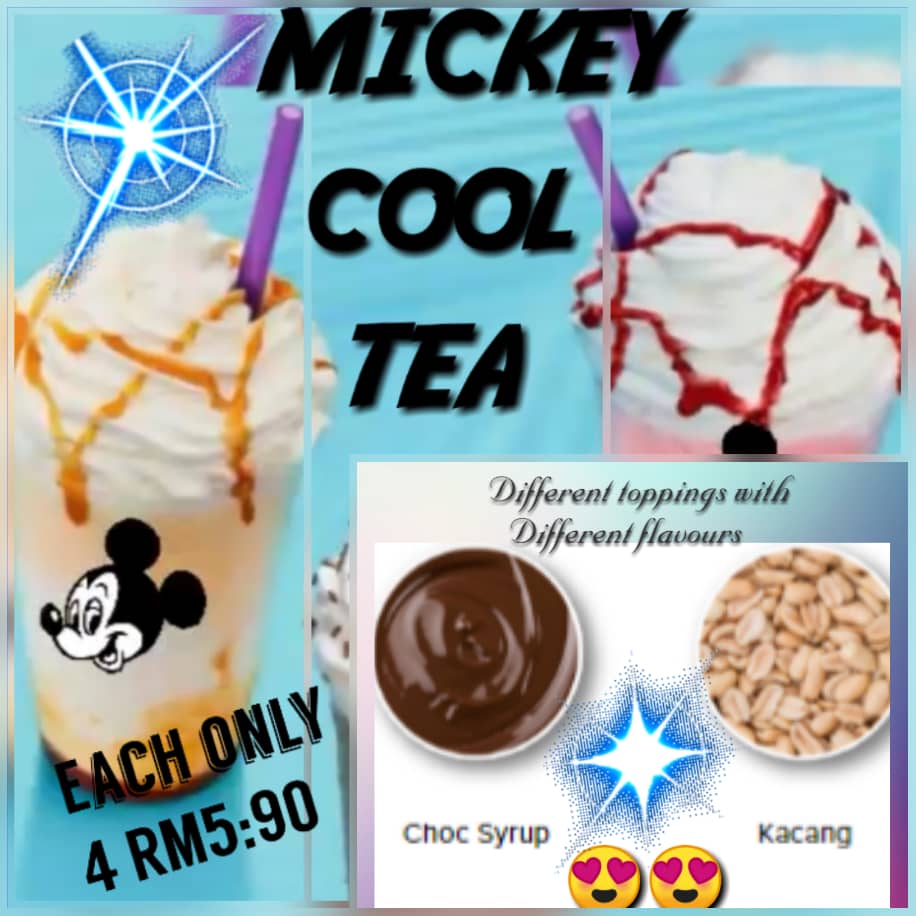 MICKEY
COOL
TEA
Different toppings with
Different flavours
Choc Syrup
Kacang
EACH ONLY
4 RM5:90